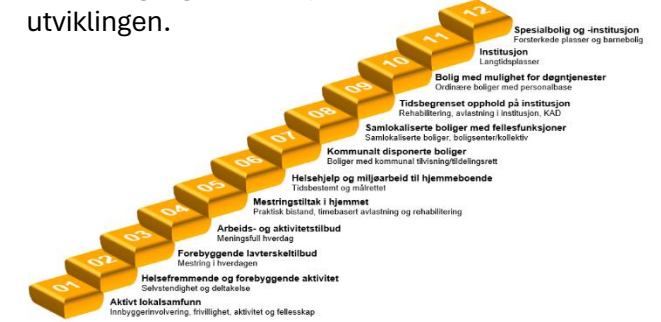 utviklingen.
12
Spesialbolig og -institusjon
Forsterkede plasser og barnebolig
11
Institusjon
Langtidsplasser
10
Bolig med mulighet for døgntjenester
Ordinære boliger med personalbase
09
Tidsbegrenset opphold på institusjon
Rehabilitering, avlastning i institusjon, KAD
08
Samlokaliserte boliger med fellesfunksjoner
Samlokaliserte boliger, boligsenter/kollektiv
07
Kommunalt disponerte boliger
Boliger med kommunal tilvisning/tildelingsrett
06
Helsehjelp og miljøarbeid til hjemmeboende
Tidsbestemt og målrettet
05
Mestringstiltak i hjemmet
Praktisk bistand, timebasert avlastning og rehabilitering
04
Arbeids- og aktivitetstilbud
Meningsfull hverdag
03
Forebyggende lavterskeltilbud
Mestring i hverdagen
02
Helsefremmende og forebyggende aktivitet
Selvstendighet og deltakelse
01
Aktivt lokalsamfunn
Innbyggerinvolvering, frivillighet, aktivitet og fellesskap